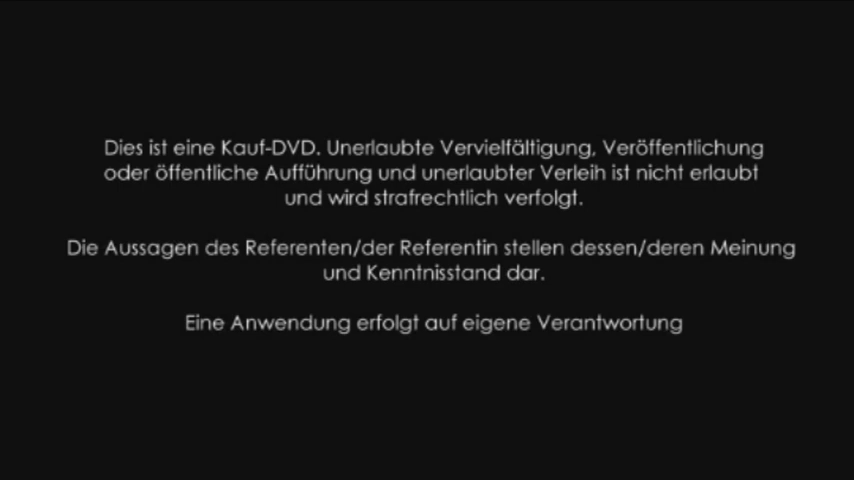 Dies ist eine Kauf-DVD. Unerlaubte Vervielfältigung, Veröffentlichung
oder öffentliche Aufführung und unerlaubter Verleih ist nicht erlaubt
und wird strafrechtlich verfolgt.
Die Aussagen des Referenten/der Referentin stellen dessen/deren Meinung
und Kenntnisstand dar.
Eine Anwendung erfolgt auf eigene Verantwortung